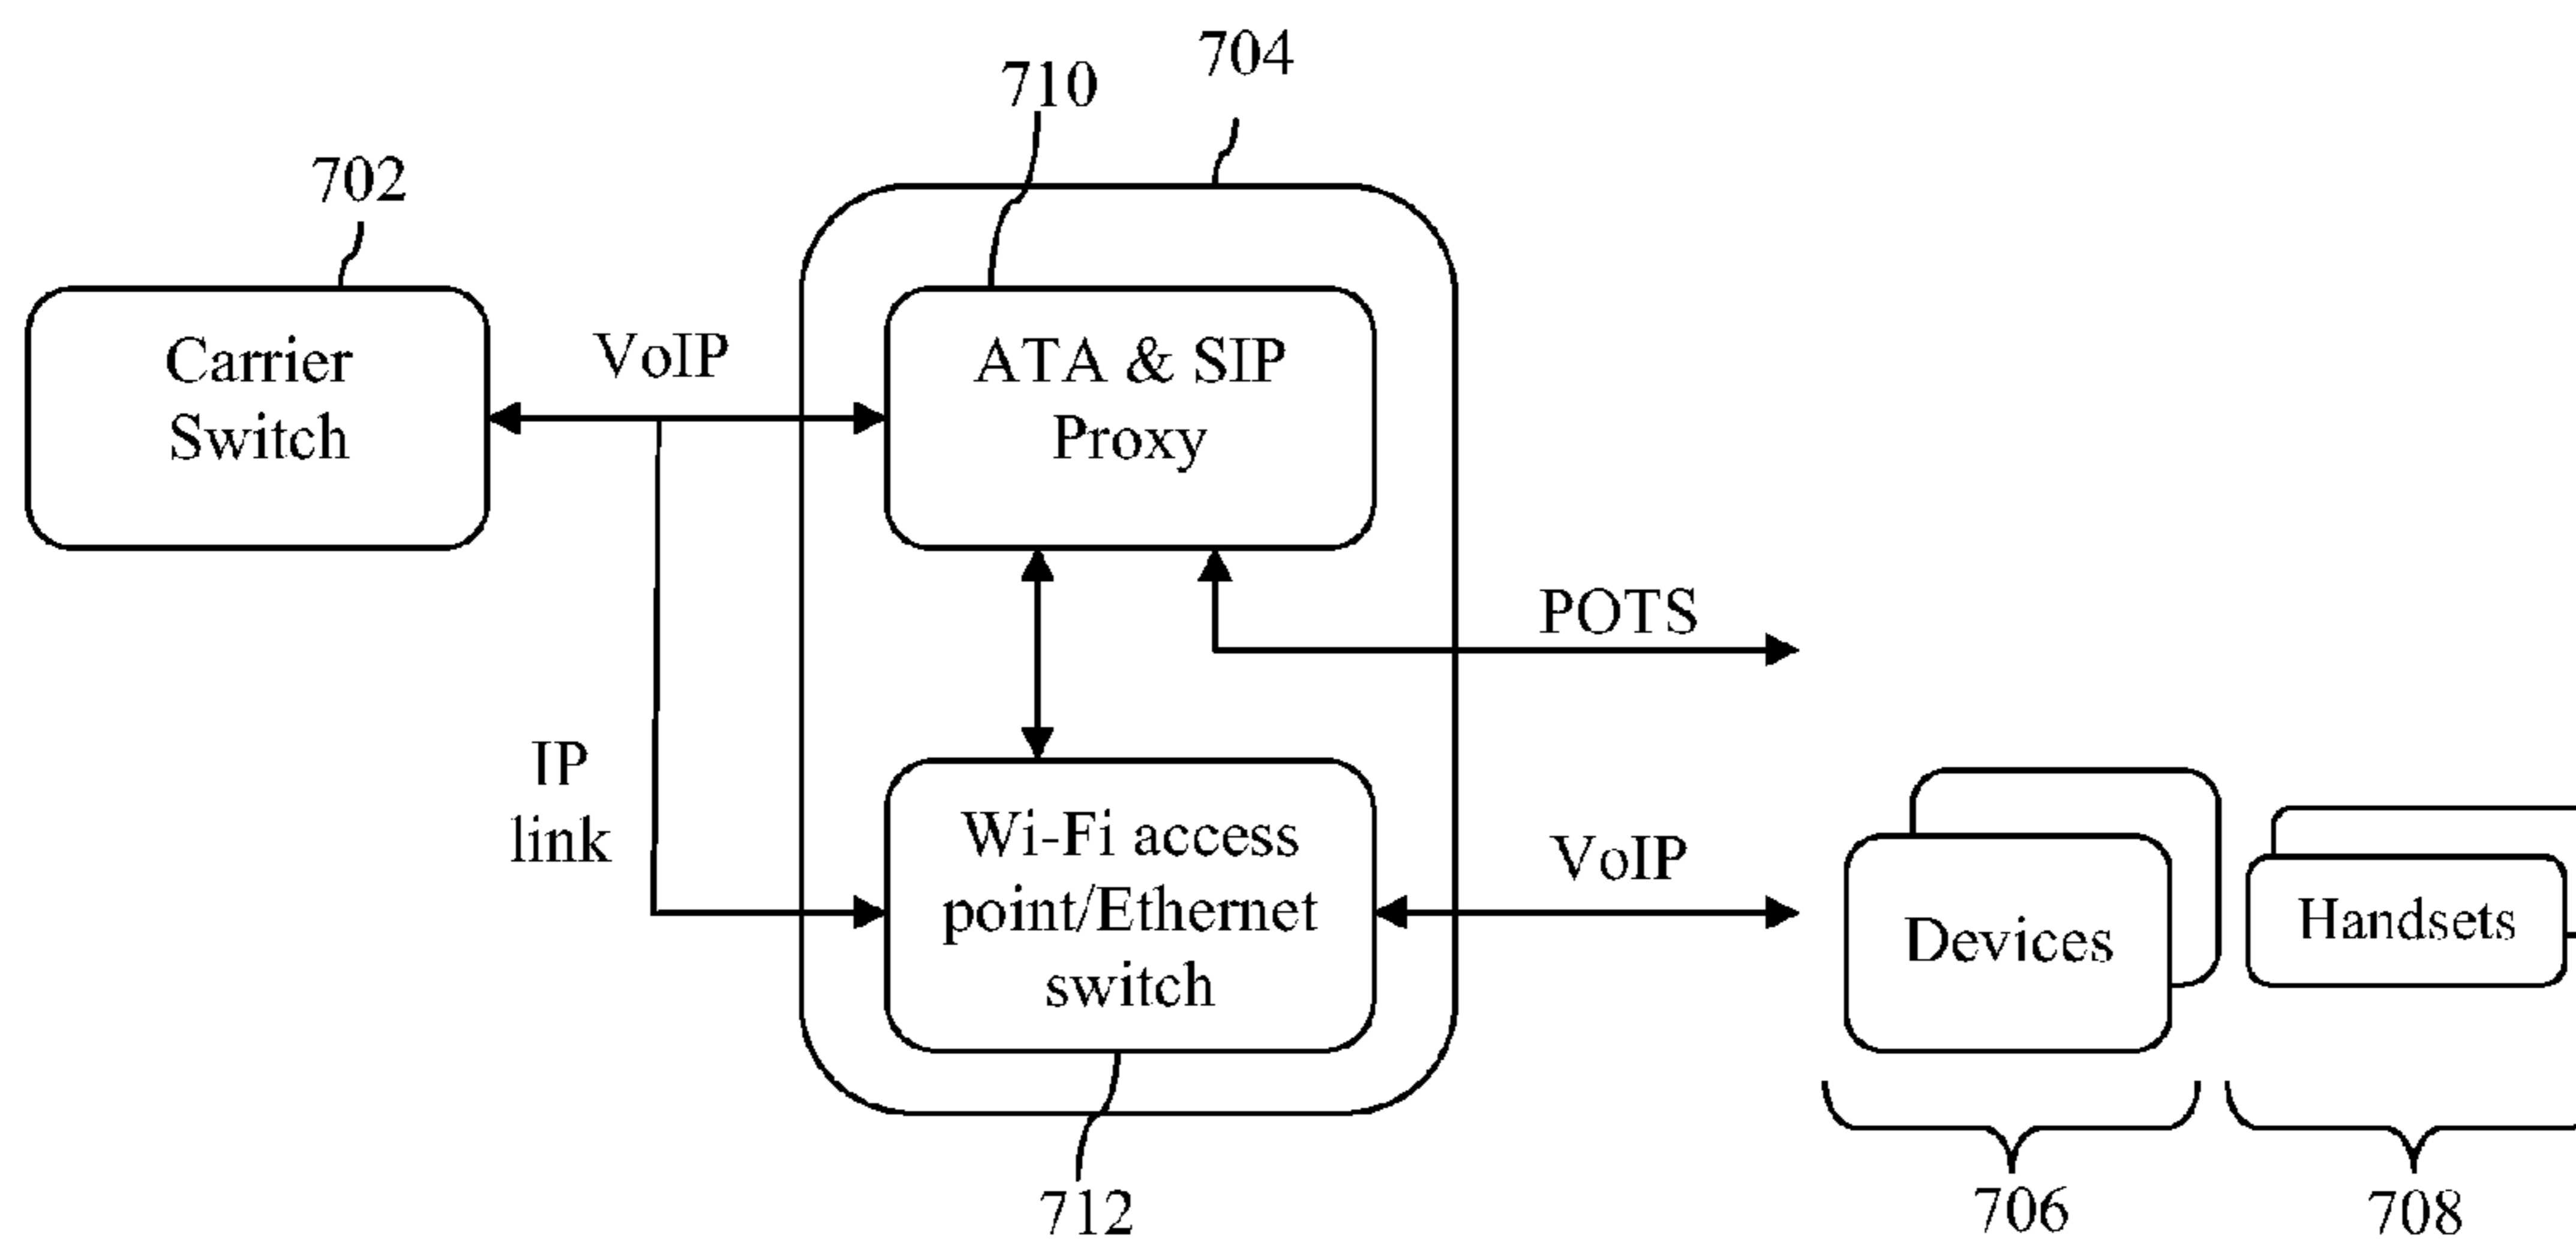 704
710
702
Carrier
Switch
VoIP
ATA & SIP
Proxy
POTS
IP
link
Wi-Fi access
point/Ethernet
switch
VoIP
Devices
Handsets
712
706
708